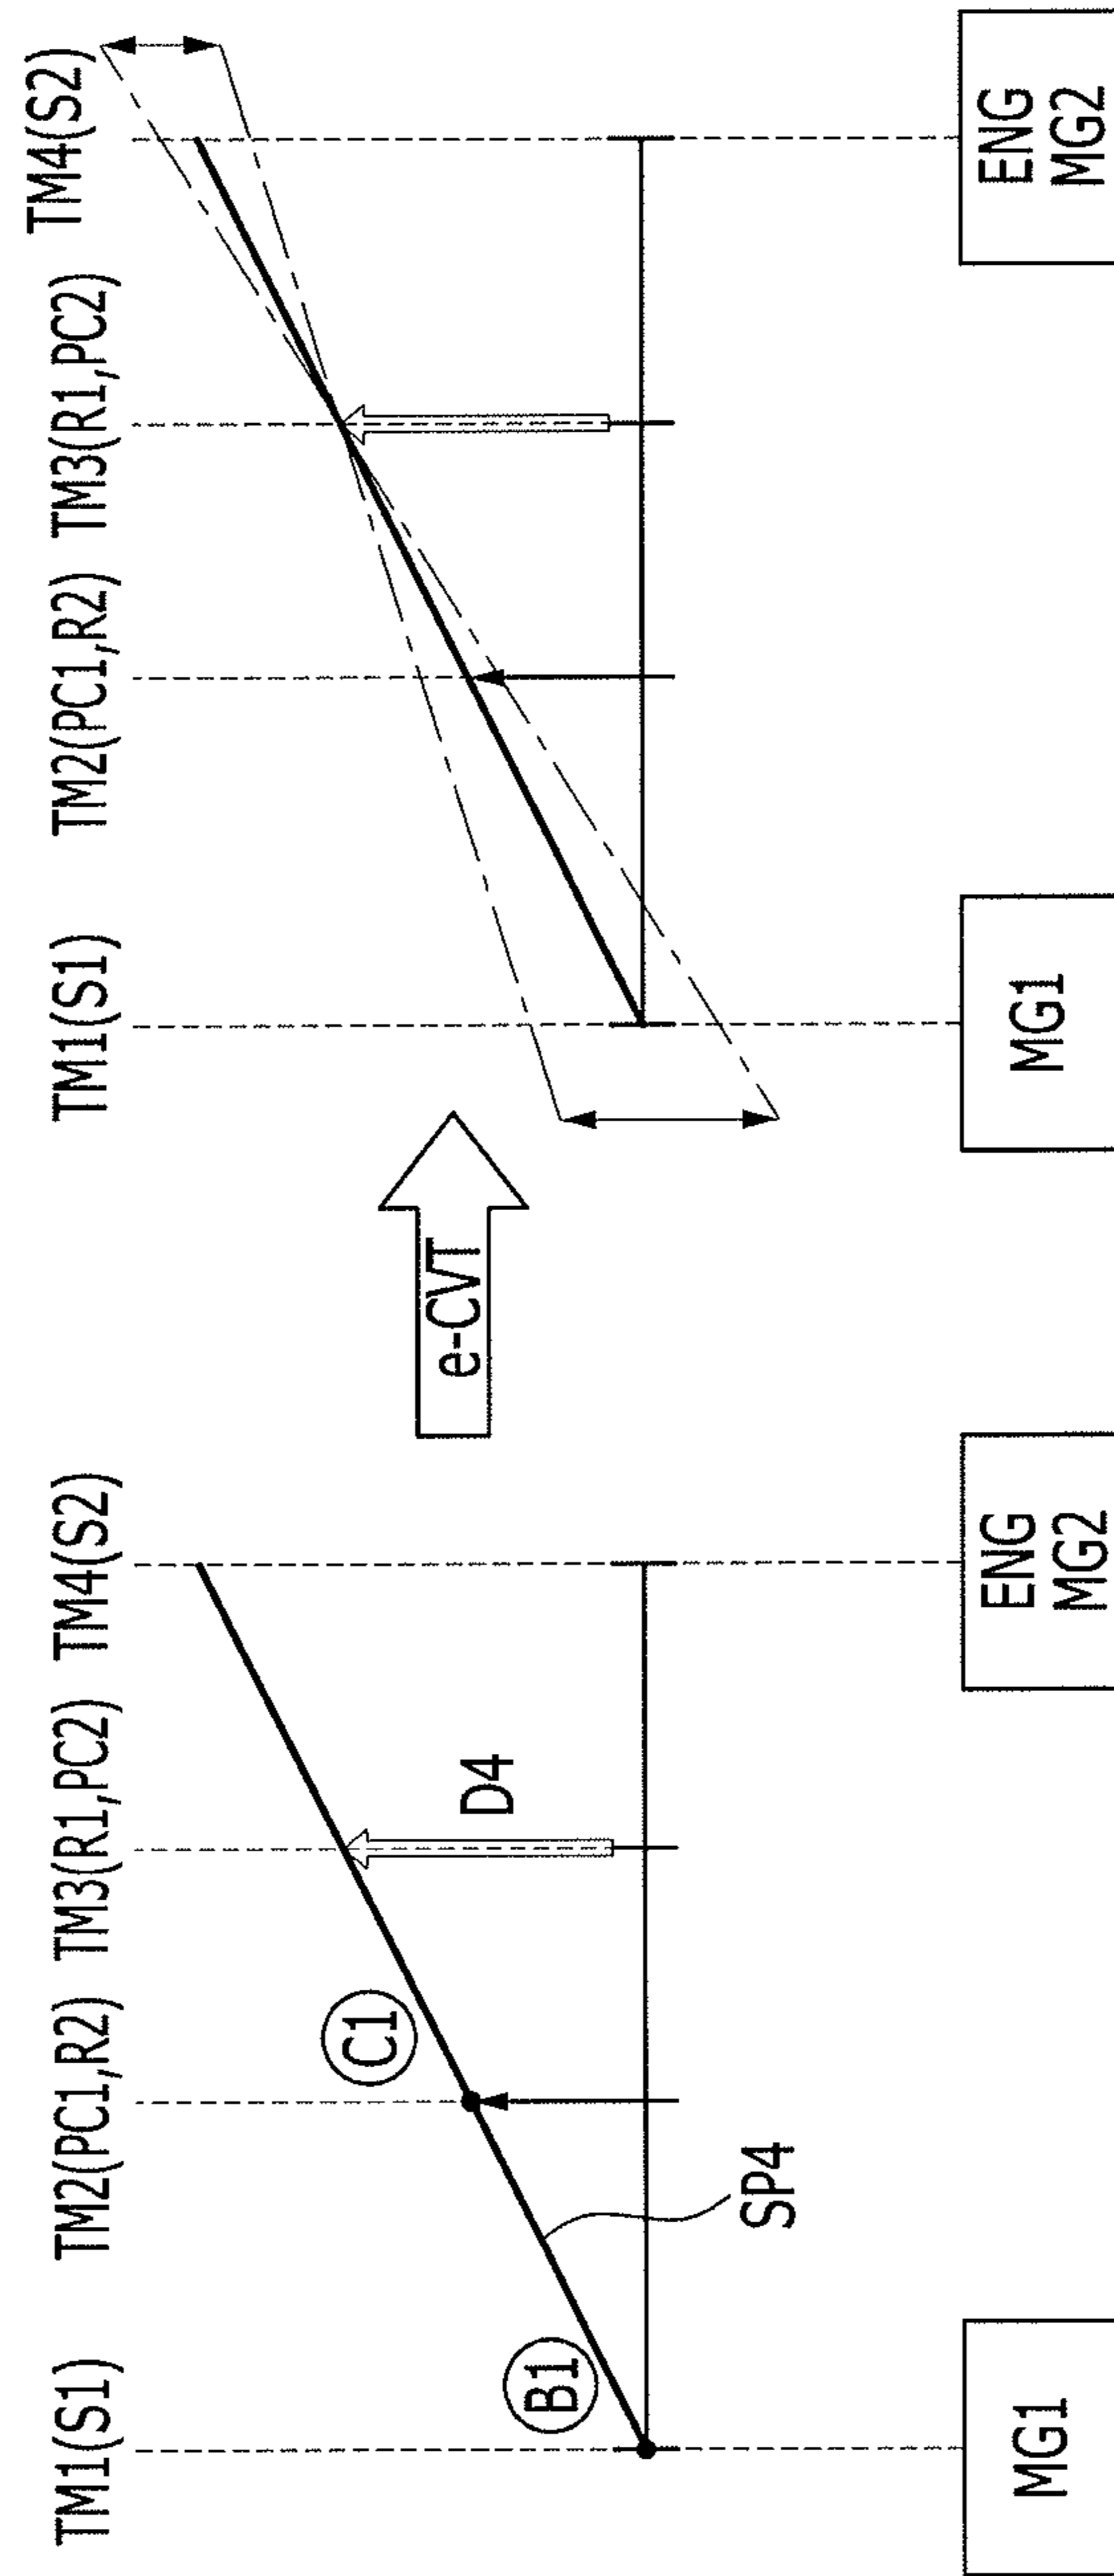 TM1(S1)
TM2(PC1,R2)
TM3(R1,PC2)
TM4(S2)
B1
C1
D4
SP4
MG1
ENG
MG2
e-CVT
TM1(S1)
TM2(PC1,R2)
TM3(R1,PC2)
TM4(S2)
MG1
ENG
MG2